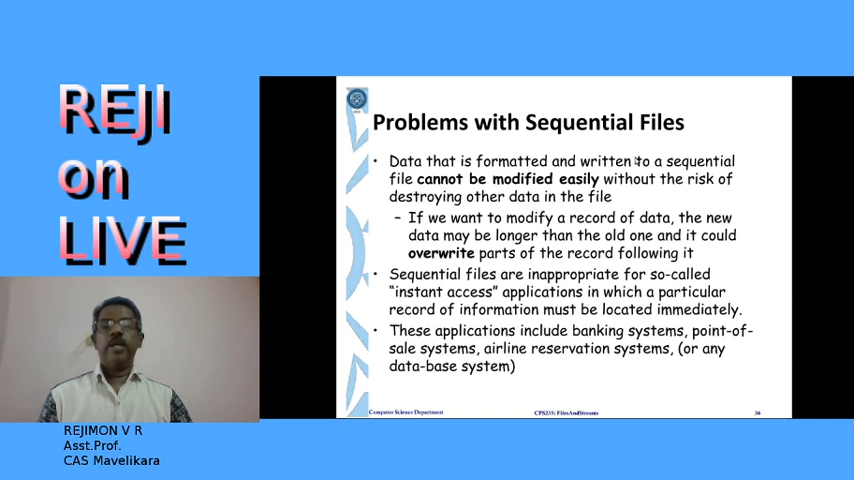 REJI
on
LIVE
Problems with Sequential Files
• Data that is formatted and written to a sequential
file cannot be modified easily without the risk of
destroying other data in the file
– If we want to modify a record of data, the new
data may be longer than the old one and it could
overwrite parts of the record following it
• Sequential files are inappropriate for so-called
“instant access” applications in which a particular
record of information must be located immediately.
• These applications include banking systems, point-of-
sale systems, airline reservation systems, (or any
data-base system)
Computer Science Department CPS235: FilesAndStreams 36
REJIMON V R
Asst.Prof.
CAS Mavelikara